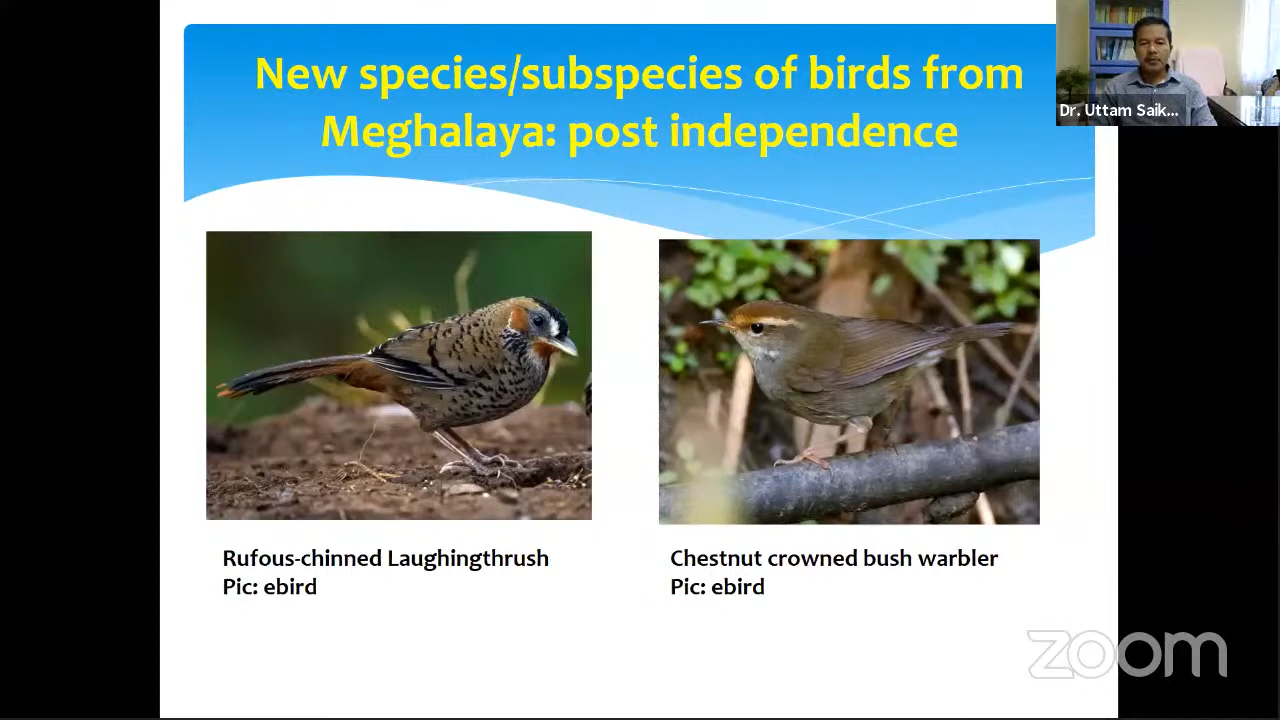 New species/subspecies of birds from
Meghalaya: post independence
Dr. Uttam Saik...
Rufous-chinned Laughingthrush
Pic: ebird
Chestnut crowned bush warbler
Pic: ebird
zoom